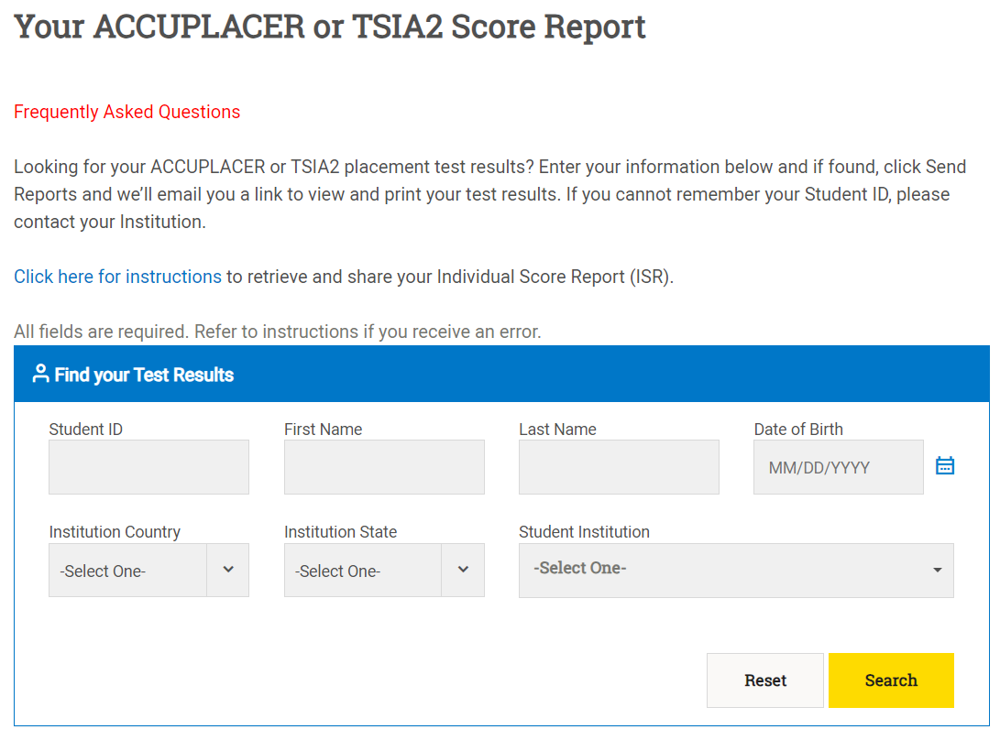 Your ACCUPLACER or TSIA2 Score Report
Frequently Asked Questions
Looking for your ACCUPLACER or TSIA2 placement test results? Enter your information below and if found, click Send
Reports and we’ll email you a link to view and print your test results. If you cannot remember your Student ID, please
contact your Institution.
Click here for instructions to retrieve and share your Individual Score Report (ISR).
All fields are required. Refer to instructions if you receive an error.
Find your Test Results
Student ID First Name Last Name Date of Birth
MM/DD/YYYY
Institution Country Institution State Student Institution
-Select One- -Select One- -Select One-
Reset Search